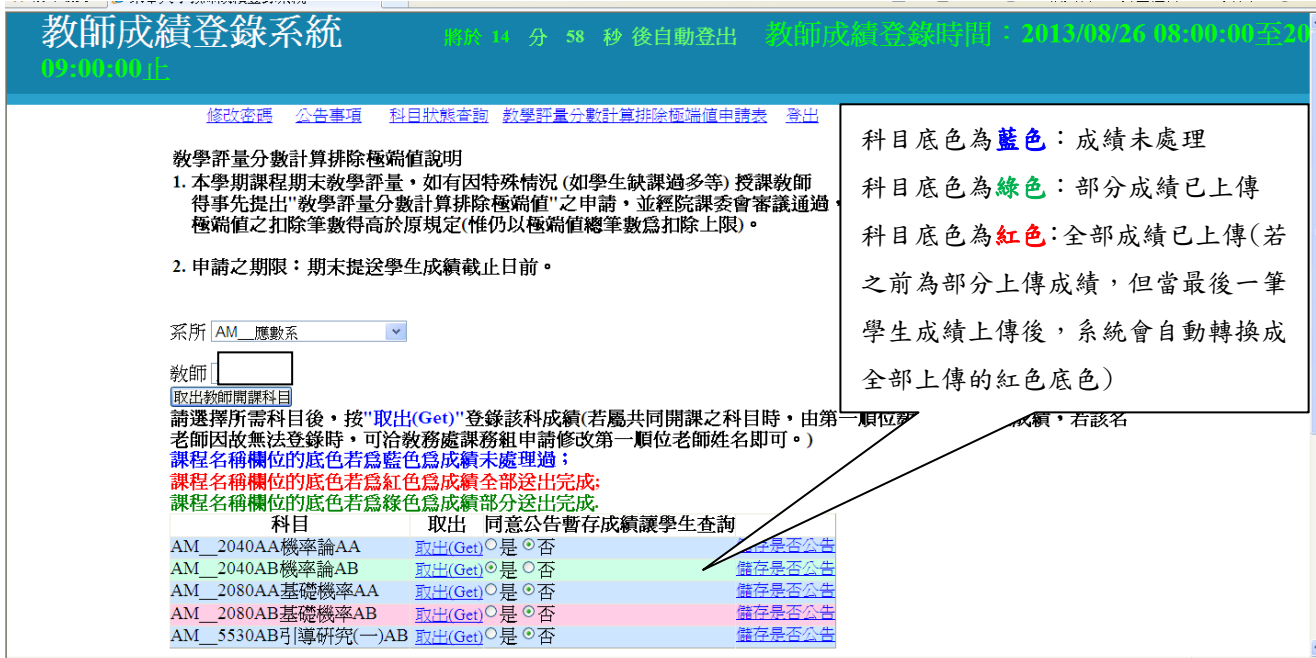 教師成績登錄系統 將於 14 分 58 秒 後自動登出 教師成績登錄時間：2013/08/26 08:00:00至20
09:00:00止
修改密碼 公告事項 科目狀態查詢 教學評量分數計算排除極端值申請表 登出
教學評量分數計算排除極端值說明
1. 本學期課程期末教學評量，如有因特殊情況 (如學生缺課過多等) 授課教師
得事先提出"教學評量分數計算排除極端值"之申請，並經院課委會審議通過，
極端值之扣除筆數得高於原規定(惟仍以極端值總筆數為扣除上限)。
2. 申請之期限：期末提送學生成績截止日前。
科目底色為藍色：成績未處理
科目底色為綠色：部分成績已上傳
科目底色為紅色:全部成績已上傳(若
之前為部分上傳成績，但當最後一筆
學生成績上傳後，系統會自動轉換成
全部上傳的紅色底色)
系所 AM__應數系
教師
取出教師開課科目
請選擇所需科目後，按"取出(Get)"登錄該科成績(若屬共同開課之科目時，由第一順位 成績，若該名
老師因故無法登錄時，可洽教務處課務組申請修改第一順位老師姓名即可。)
課程名稱欄位的底色若為藍色為成績未處理過；
課程名稱欄位的底色若為紅色為成績全部送出完成;
課程名稱欄位的底色若為綠色為成績部分送出完成.
科目 取出 同意公告暫存成績讓學生查詢
AM__2040AA機率論AA 取出(Get) 是 否 儲存是否公告
AM__2040AB機率論AB 取出(Get) 是 否 儲存是否公告
AM__2080AA基礎機率AA 取出(Get) 是 否 儲存是否公告
AM__2080AB基礎機率AB 取出(Get) 是 否 儲存是否公告
AM__5530AB引導研究(一)AB 取出(Get) 是 否 儲存是否公告